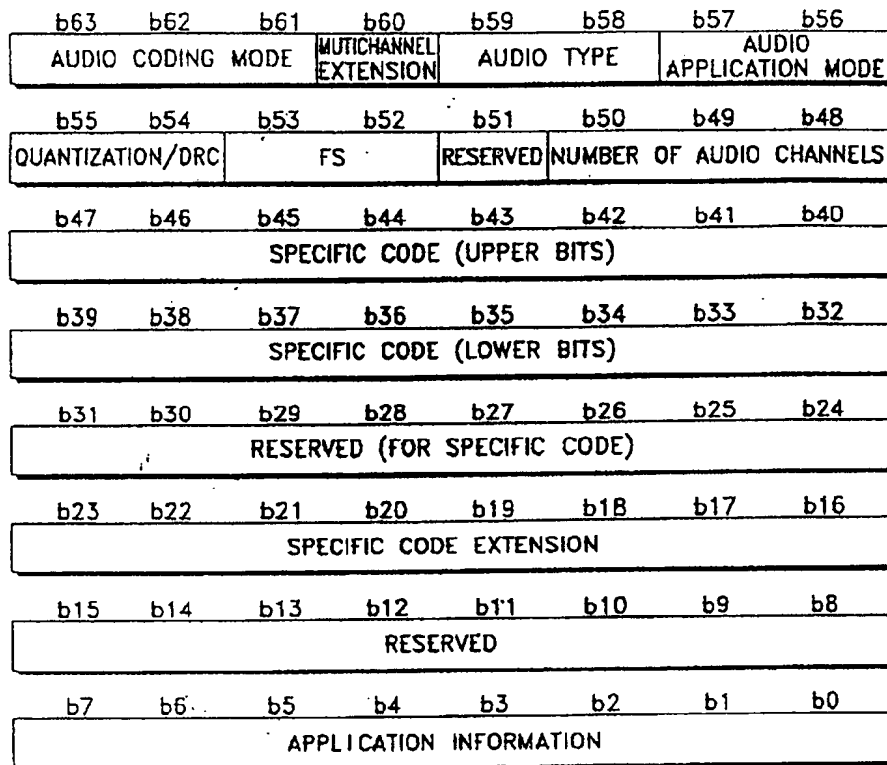 b63 b62 b61 b60 b59 b58 b57 b56
AUDIO CODING MODE MUTICHANNEL EXTENSION AUDIO TYPE AUDIO APPLICATION MODE
b55 b54 b53 b52 b51 b50 b49 b48
QUANTIZATION/DRC FS RESERVED NUMBER OF AUDIO CHANNELS
b47 b46 b45 b44 b43 b42 b41 b40
SPECIFIC CODE (UPPER BITS)
b39 b38 b37 b36 b35 b34 b33 b32
SPECIFIC CODE (LOWER BITS)
b31 b30 b29 b28 b27 b26 b25 b24
RESERVED (FOR SPECIFIC CODE)
b23 b22 b21 b20 b19 b18 b17 b16
SPECIFIC CODE EXTENSION
b15 b14 b13 b12 b11 b10 b9 b8
RESERVED
b7 b6 b5 b4 b3 b2 b1 b0
APPLICATION INFORMATION